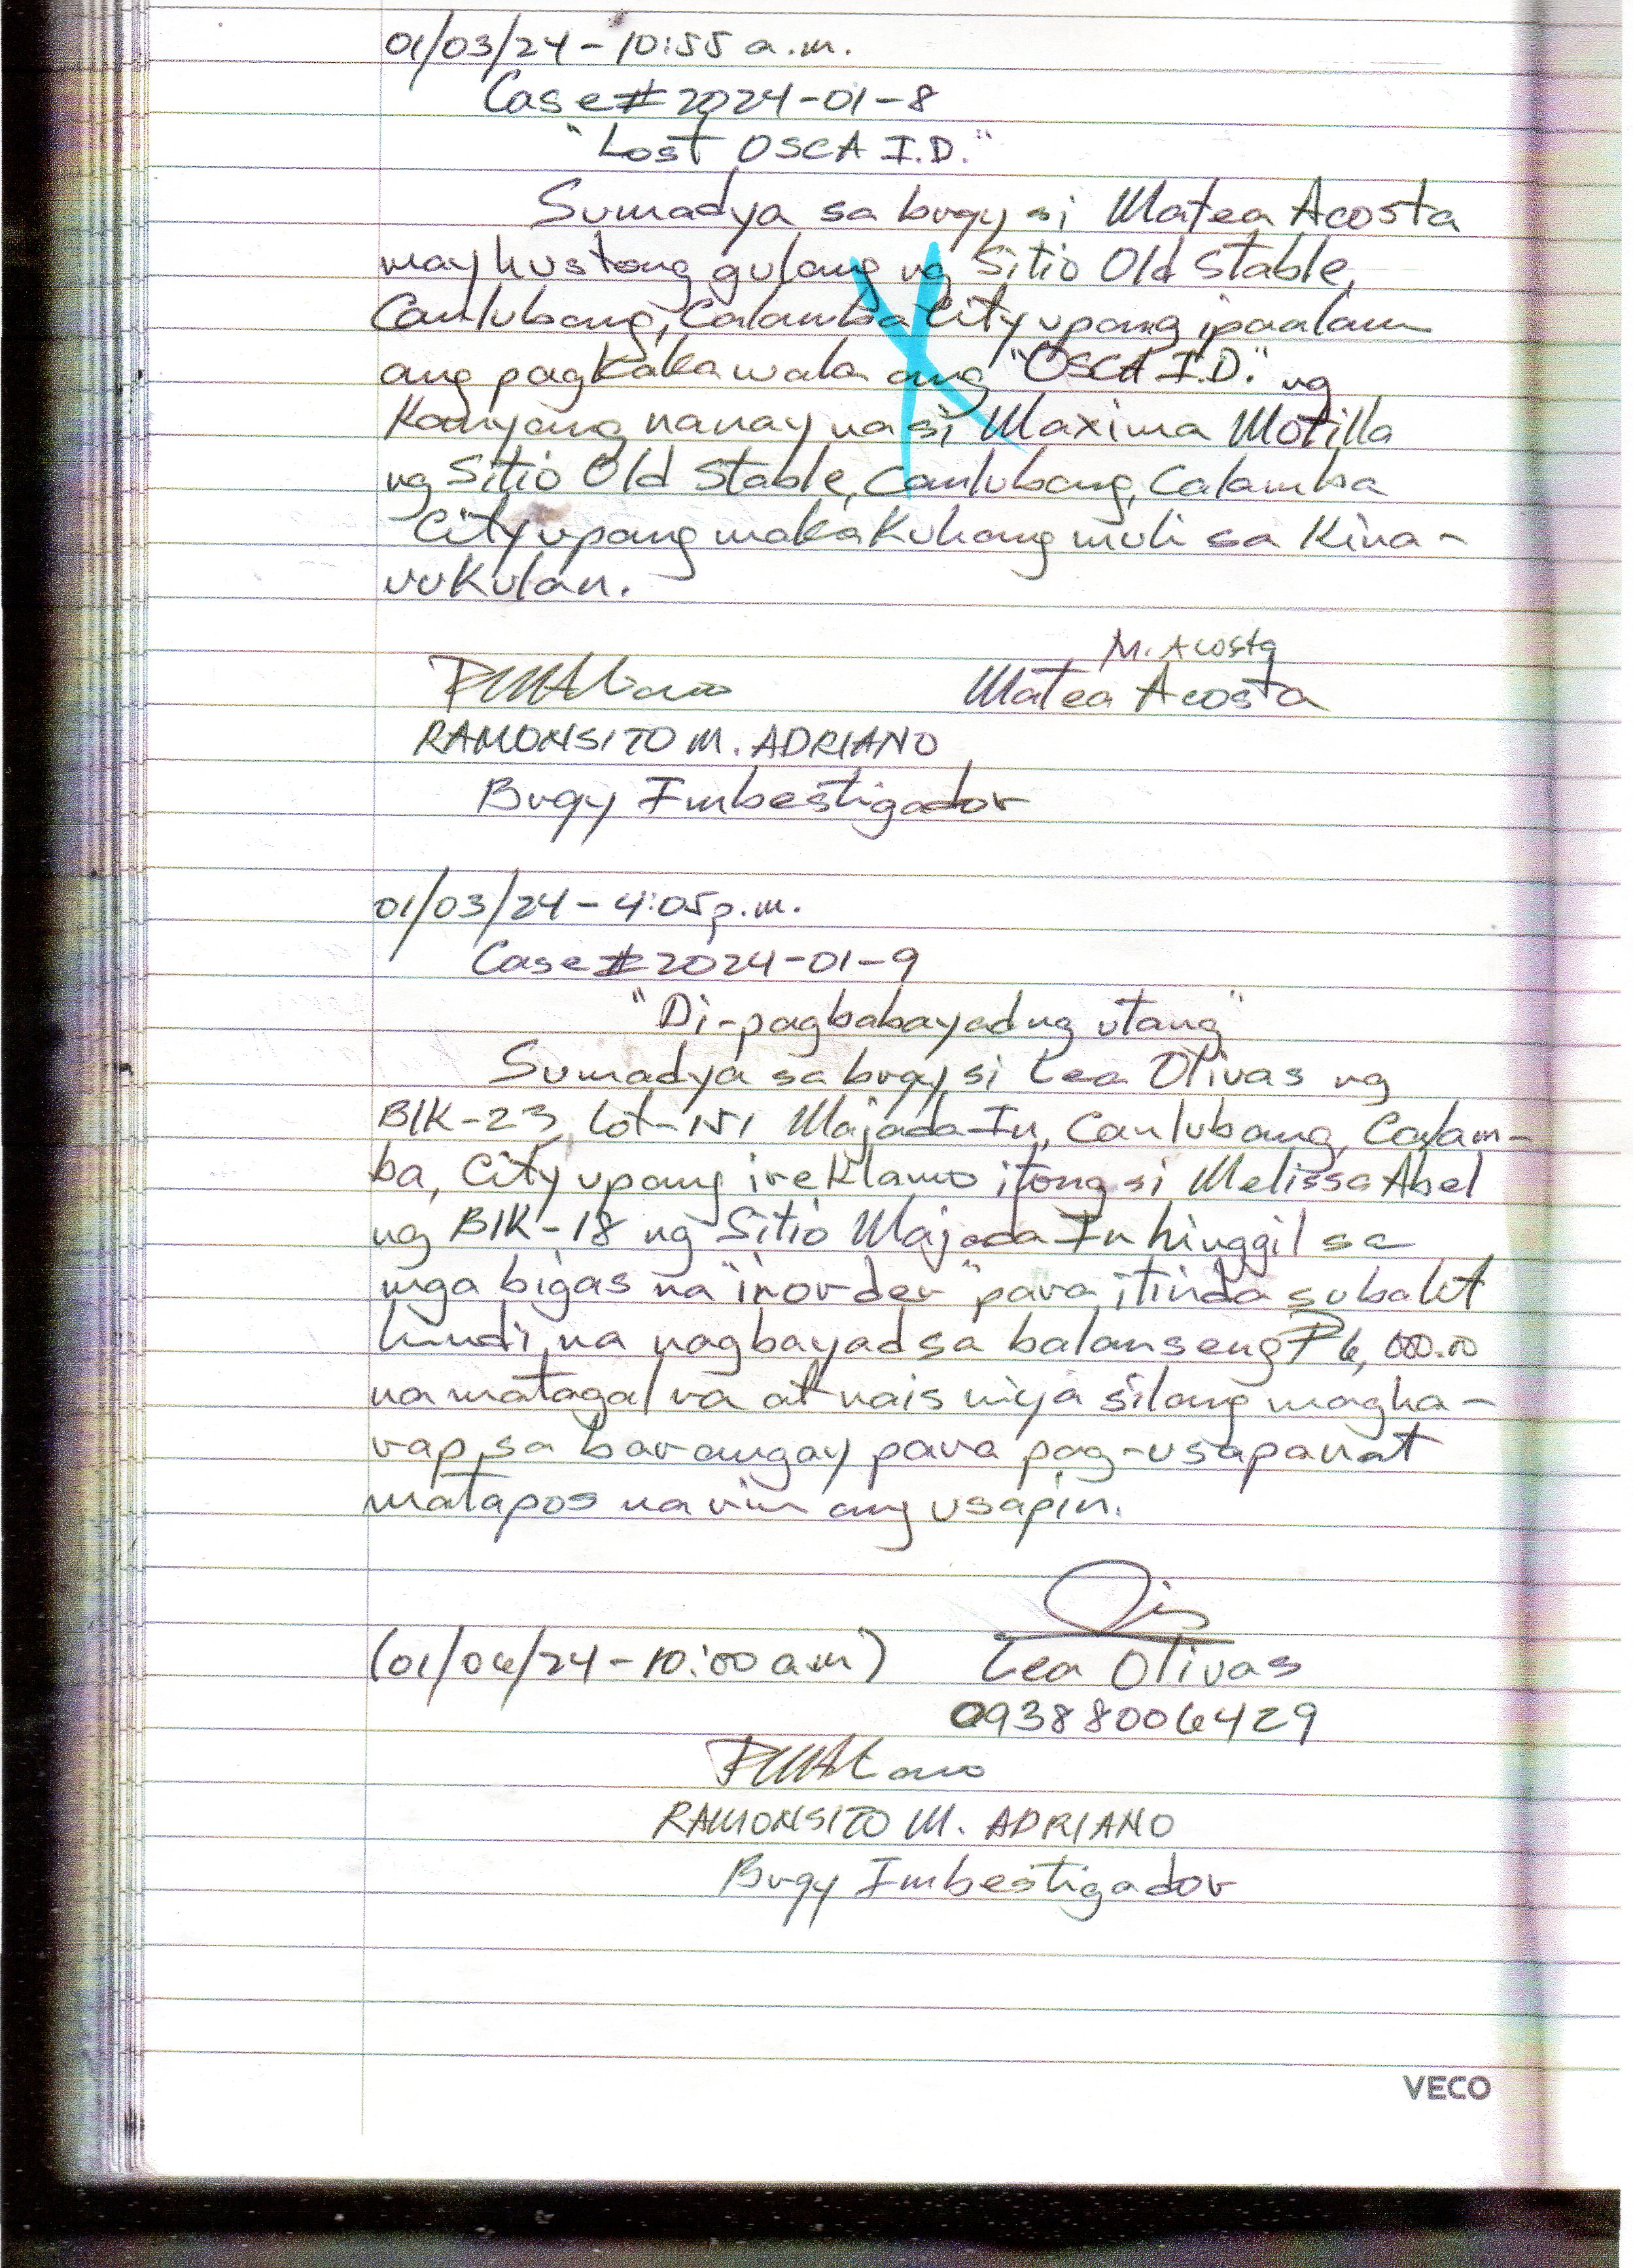 01/03/24 - 10:55 a.m.
Case# 2024-01-8
"Lost OSCA I.D."
Sumadya sa brgy si Matea Acosta
may hustong gulang ng Sitio Old Stable,
Canlubang, Calamba City upang ipaalam
ang pagkakawala ang "OSCA I.D." ng
kanyang nanay na si Maxima Motilla
ng Sitio Old Stable, Canlubang, Calamba
City upang makakuhang muli sa kina-
uukulan.
M. Acosta
Matea Acosta
RAMONSITO M. ADRIANO
Brgy Imbestigador
01/03/24 - 4:05 p.m.
Case# 2024-01-9
"Di-pagbabayad ng utang"
Sumadya sa brgy si Lea Olivas ng
Blk-23, Lot-151 Majada-In, Canlubang, Calam-
ba, City upang ireklamo itong si Melissa Abel
ng Blk-18 ng Sitio Majada In hinggil sa
mga bigas na "inorder" para itinda subalit
hindi na nagbayad sa balanseng ₱6,000.00
na matagal na at nais niya silang magha-
rap sa barangay para pag-usapan at
matapos na rin ang usapin.
(01/06/24 - 10:00 a.m)
Lea Olivas
09388006429
RAMONSITO M. ADRIANO
Brgy Imbestigador
VECO